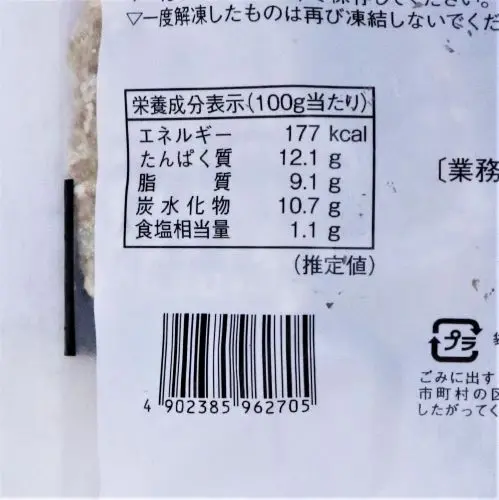 ▽一度解凍したものは再び凍結しないでくだ
栄養成分表示(100g当たり)
エネルギー 177 kcal
たんぱく質 12.1 g
脂質 9.1 g
炭水化物 10.7 g
食塩相当量 1.1 g
(推定値)
〔業務
4 902385 962705
プラ
ごみに出す
市町村の区
したがってく